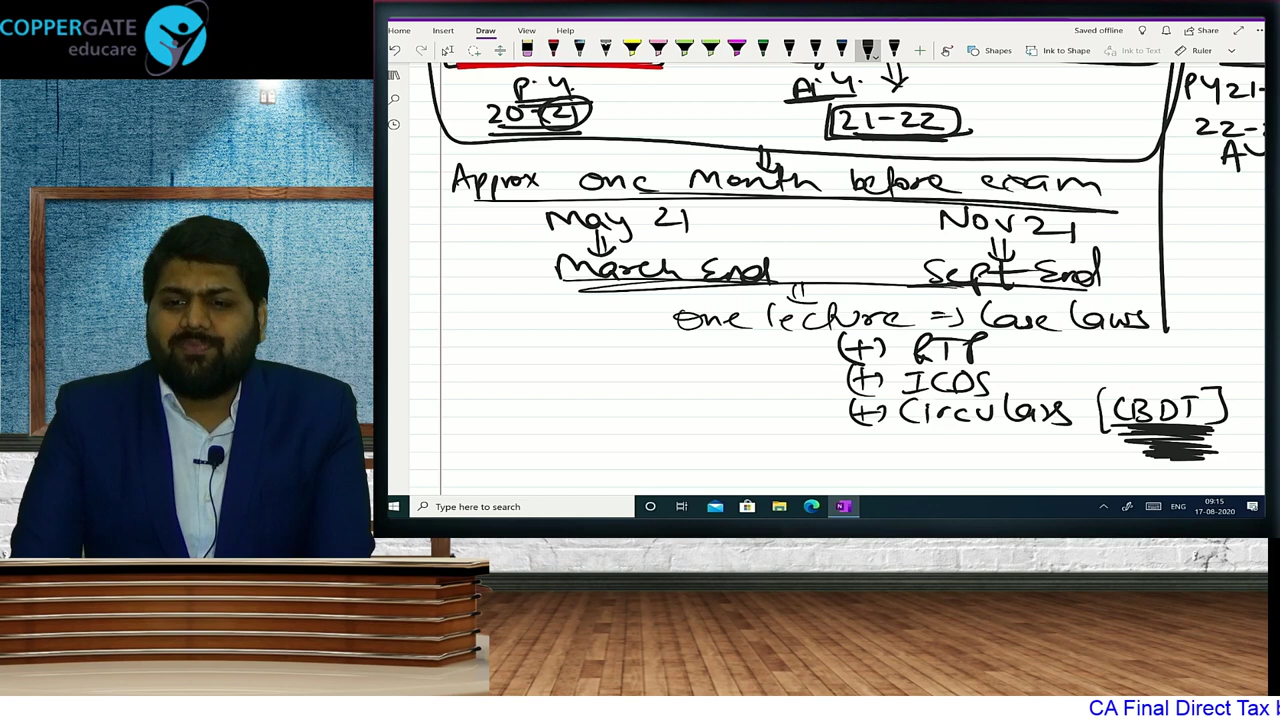 COPPERGATE
educare
Home Insert Draw View Help
Saved offline Share
Shapes Ink to Shape Ink to Text Ruler
P.Y. A.Y. PY 21-
20-21 21-22 22-
Approx one Month before exam
May 21 Nov 21
March End Sept End
one lecture => Case laws
(+) RTP
(+) ICDS
(+) Circulars [CBDT]
Type here to search
ENG
09:15
17-08-2020
CA Final Direct Tax b